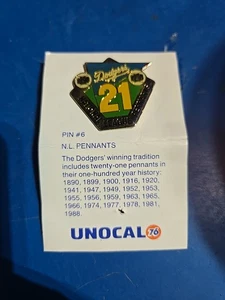 Dodgers
21
PIN #6
N.L. PENNANTS
The Dodgers' winning tradition
includes twenty-one pennants in
their one-hundred year history:
1890, 1899, 1900, 1916, 1920,
1941, 1947, 1949, 1952, 1953,
1955, 1956, 1959, 1963, 1965,
1966, 1974, 1977, 1978, 1981,
1988.
UNOCAL 76